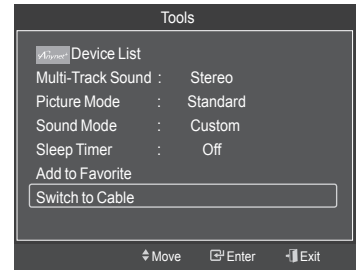 Tools
Anynet+ Device List
Multi-Track Sound : Stereo
Picture Mode : Standard
Sound Mode : Custom
Sleep Timer : Off
Add to Favorite
Switch to Cable
Move Enter Exit